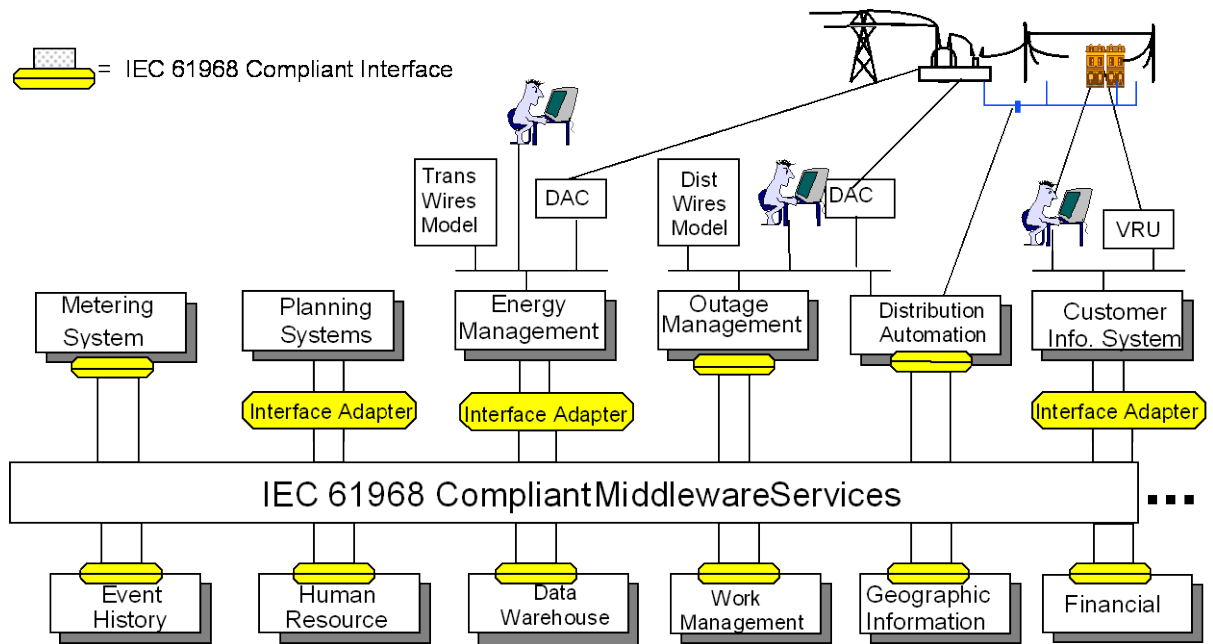 = IEC 61968 Compliant Interface
Trans
Wires
Model
DAC
Dist
Wires
Model
DAC
VRU
Metering
System
Planning
Systems
Energy
Management
Outage
Management
Distribution
Automation
Customer
Info. System
Interface Adapter
Interface Adapter
Interface Adapter
IEC 61968 CompliantMiddlewareServices
...
Event
History
Human
Resource
Data
Warehouse
Work
Management
Geographic
Information
Financial